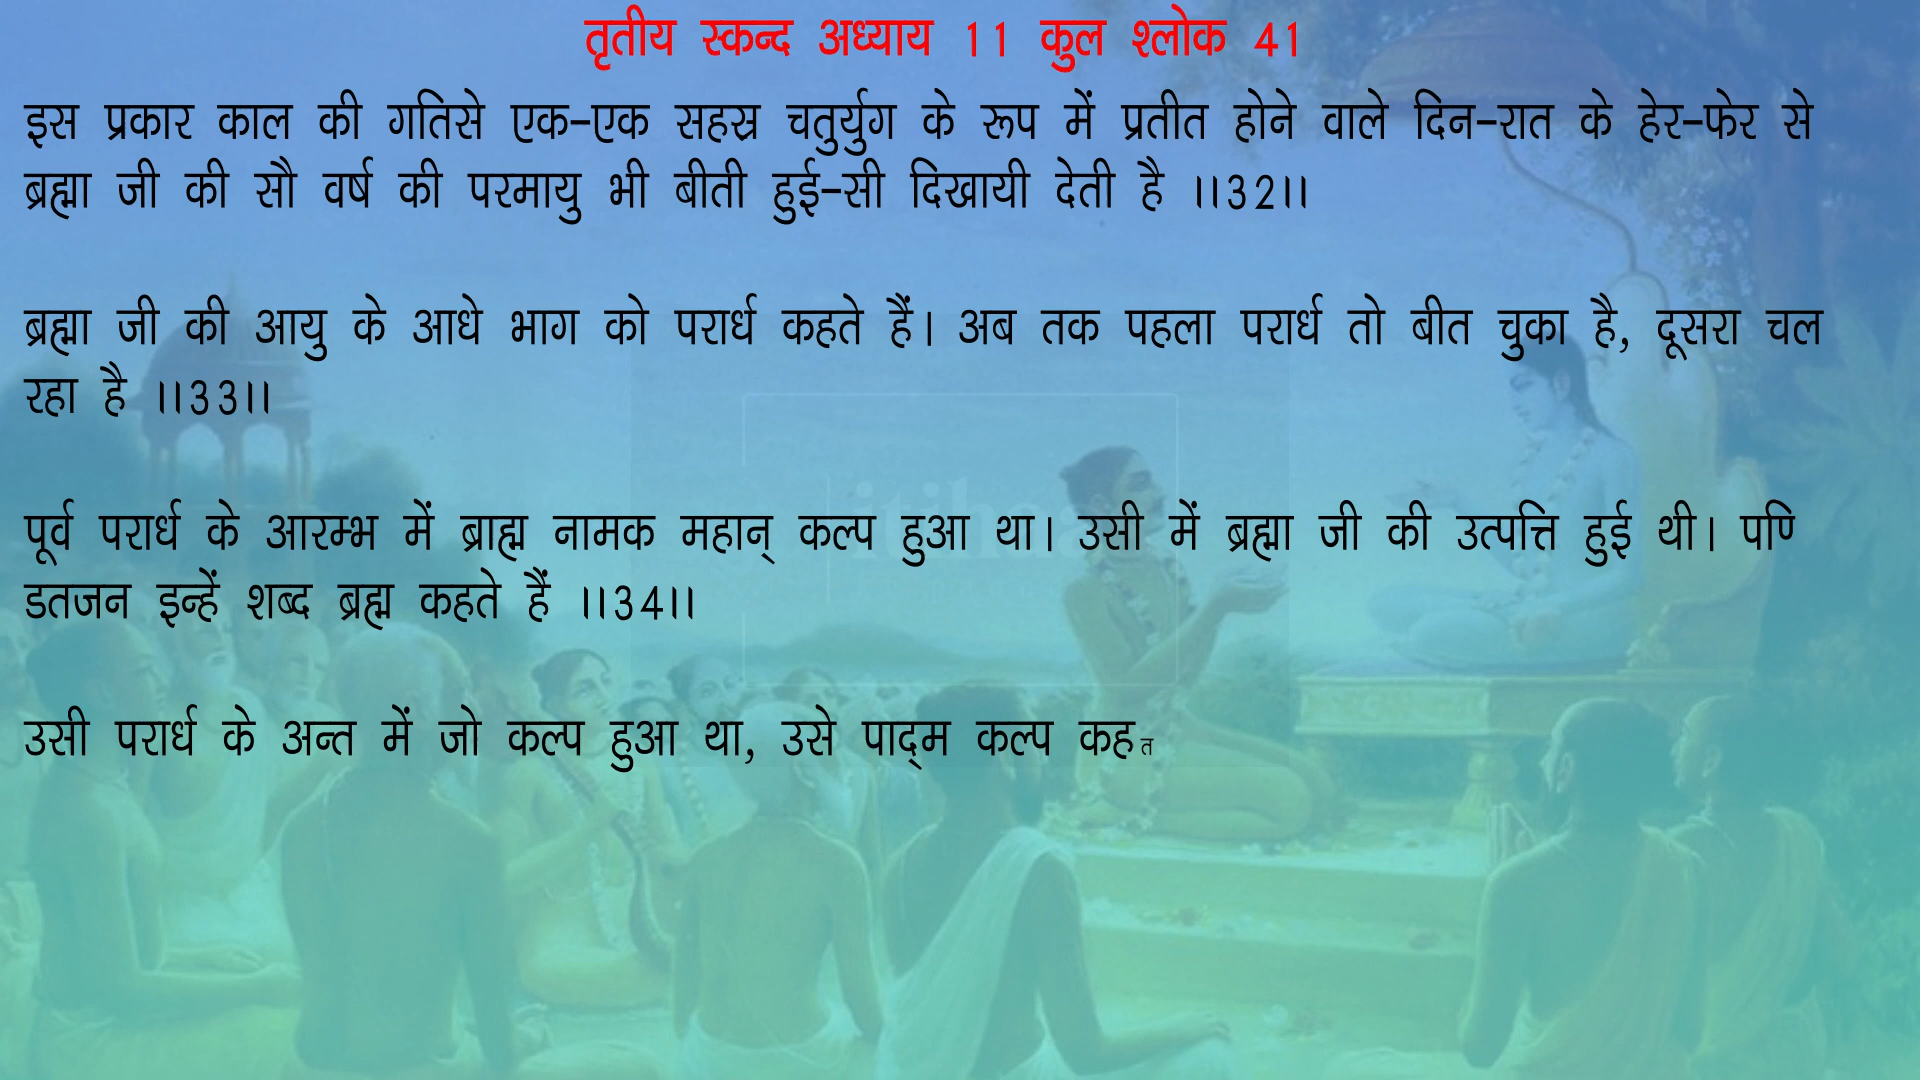 तृतीय स्कन्द अध्याय 11 कुल श्लोक 41
इस प्रकार काल की गतिसे एक-एक सहस्र चतुर्युग के रूप में प्रतीत होने वाले दिन-रात के हेर-फेर से
ब्रह्मा जी की सौ वर्ष की परमायु भी बीती हुई-सी दिखायी देती है ।।32।।
ब्रह्मा जी की आयु के आधे भाग को परार्ध कहते हैं। अब तक पहला परार्ध तो बीत चुका है, दूसरा चल
रहा है ।।33।।
पूर्व परार्ध के आरम्भ में ब्राह्म नामक महान् कल्प हुआ था। उसी में ब्रह्मा जी की उत्पत्ति हुई थी। पण्डि
डतजन इन्हें शब्द ब्रह्म कहते हैं ।।34।।
उसी परार्ध के अन्त में जो कल्प हुआ था, उसे पाद्म कल्प कहत